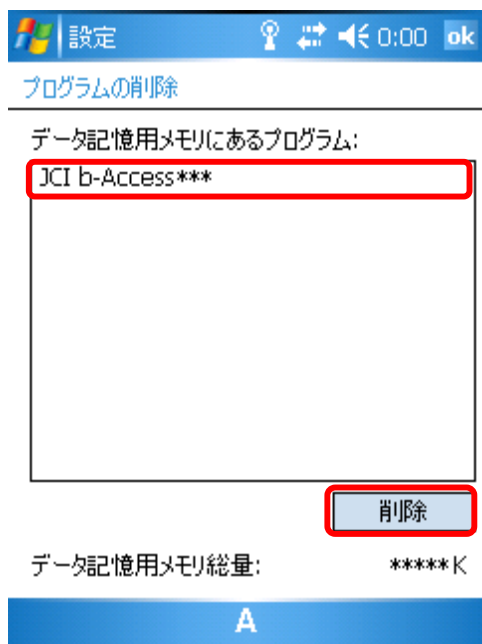 設定 0:00 ok
プログラムの削除
データ記憶用メモリにあるプログラム:
JCI b-Access***
削除
データ記憶用メモリ総量: *****K
A